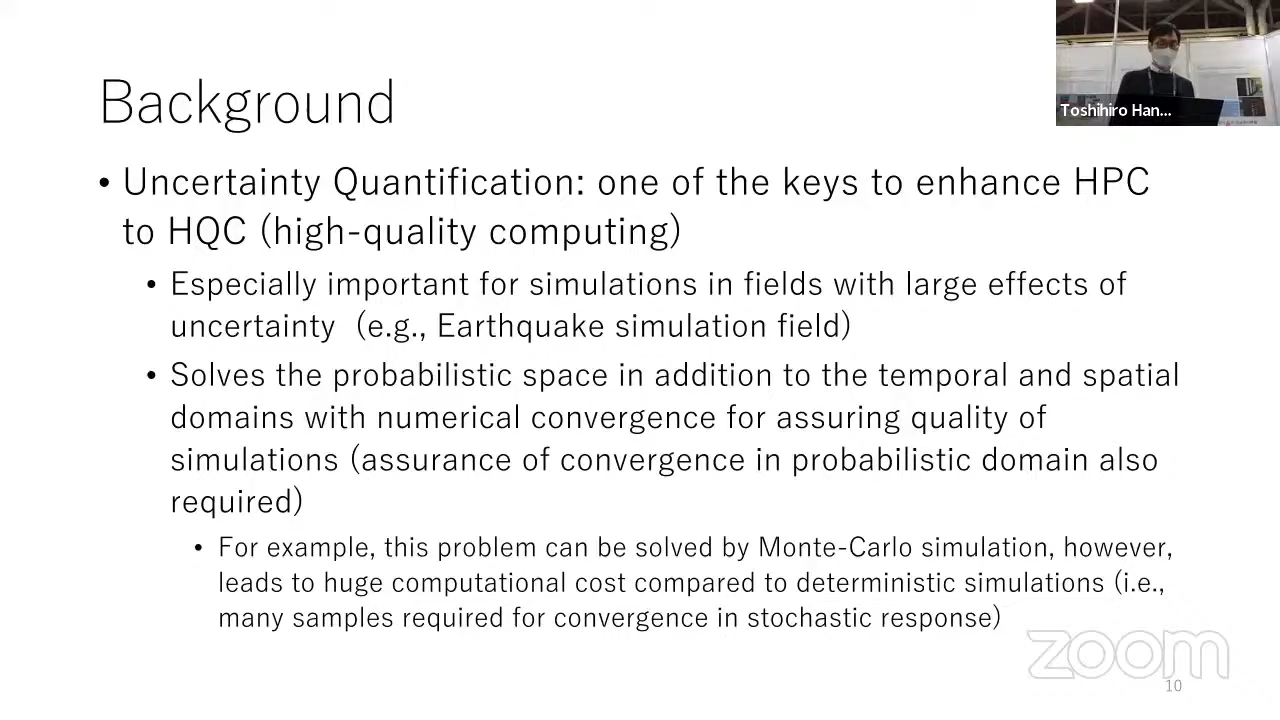 Background
• Uncertainty Quantification: one of the keys to enhance HPC
to HQC (high-quality computing)
• Especially important for simulations in fields with large effects of
uncertainty (e.g., Earthquake simulation field)
• Solves the probabilistic space in addition to the temporal and spatial
domains with numerical convergence for assuring quality of
simulations (assurance of convergence in probabilistic domain also
required)
• For example, this problem can be solved by Monte-Carlo simulation, however,
leads to huge computational cost compared to deterministic simulations (i.e.,
many samples required for convergence in stochastic response)
Toshihiro Han...
zoom
10